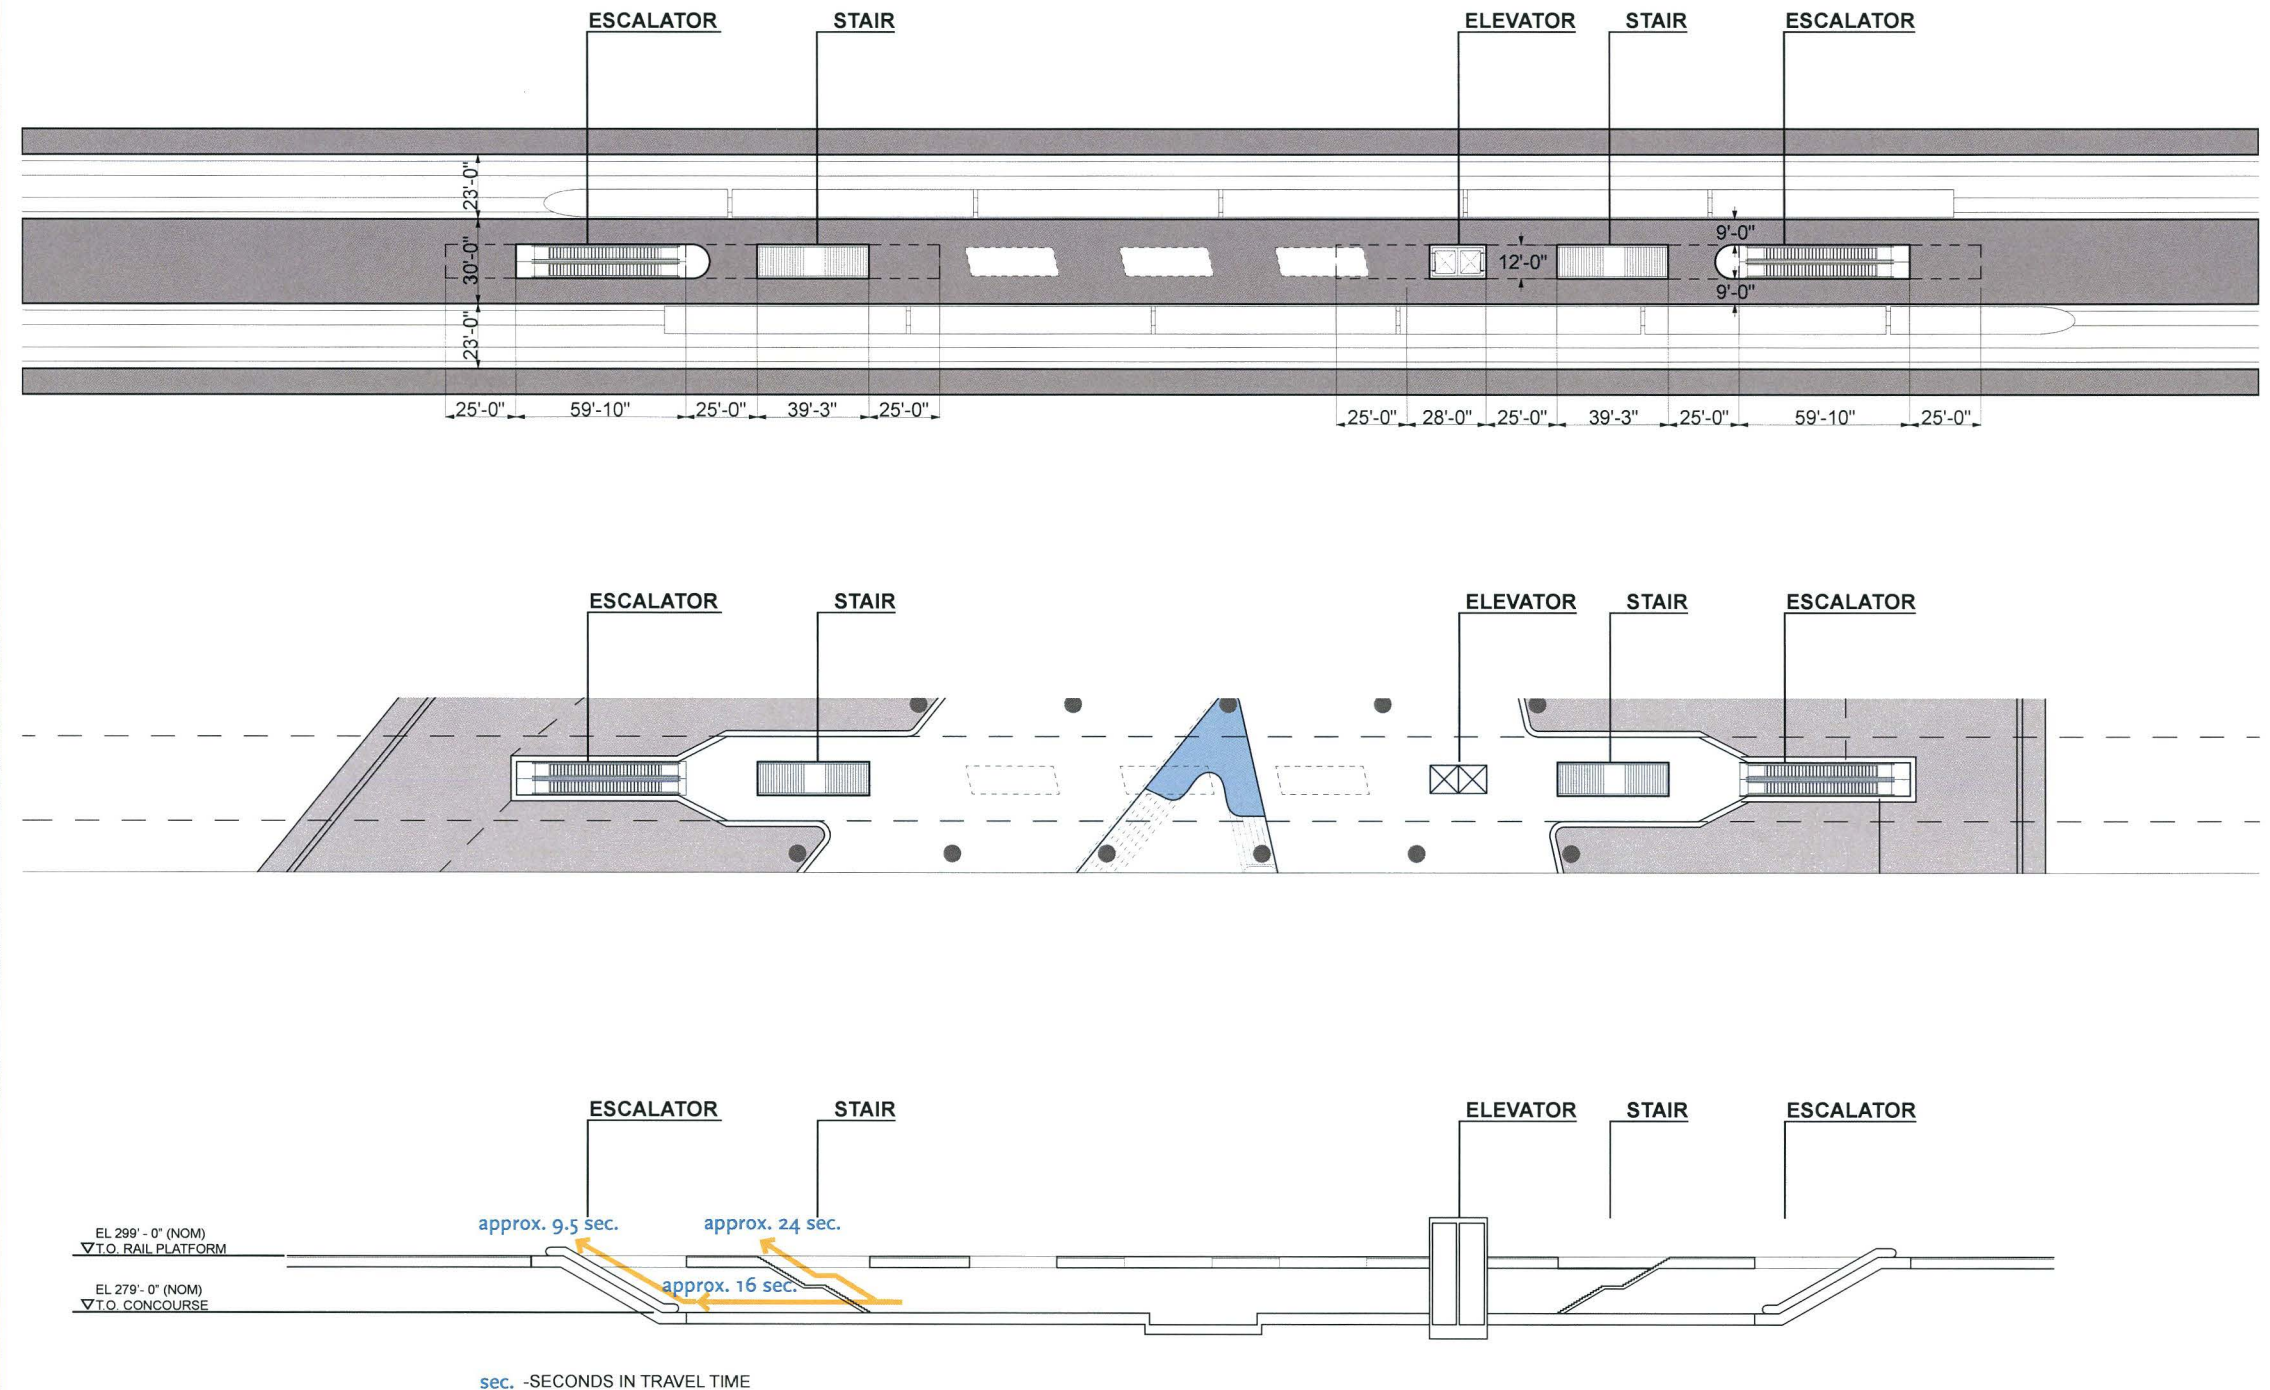 ESCALATOR STAIR ELEVATOR STAIR ESCALATOR
23'-0"
30'-0"
23'-0"
9'-0"
12'-0"
9'-0"
25'-0" 59'-10" 25'-0" 39'-3" 25'-0" 25'-0" 28'-0" 25'-0" 39'-3" 25'-0" 59'-10" 25'-0"
ESCALATOR STAIR ELEVATOR STAIR ESCALATOR
ESCALATOR STAIR ELEVATOR STAIR ESCALATOR
approx. 9.5 sec. approx. 24 sec.
EL 299' - 0" (NOM)
T.O. RAIL PLATFORM
approx. 16 sec.
EL 279'- 0" (NOM)
T.O. CONCOURSE
sec. -SECONDS IN TRAVEL TIME